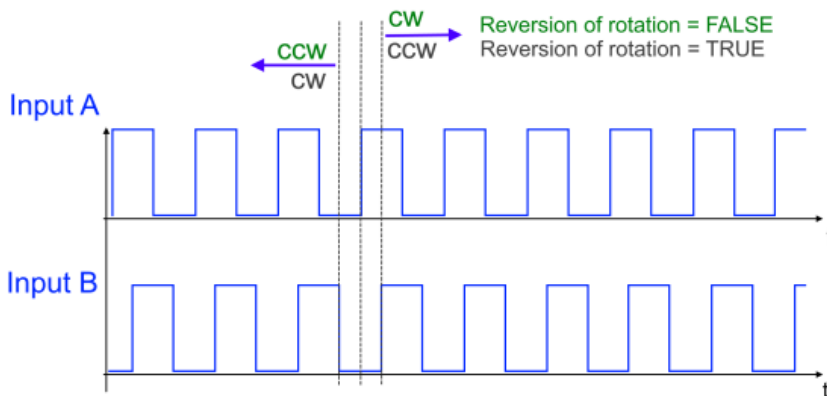 CW Reversion of rotation = FALSE
CCW CCW Reversion of rotation = TRUE
CW
Input A
Input B
t